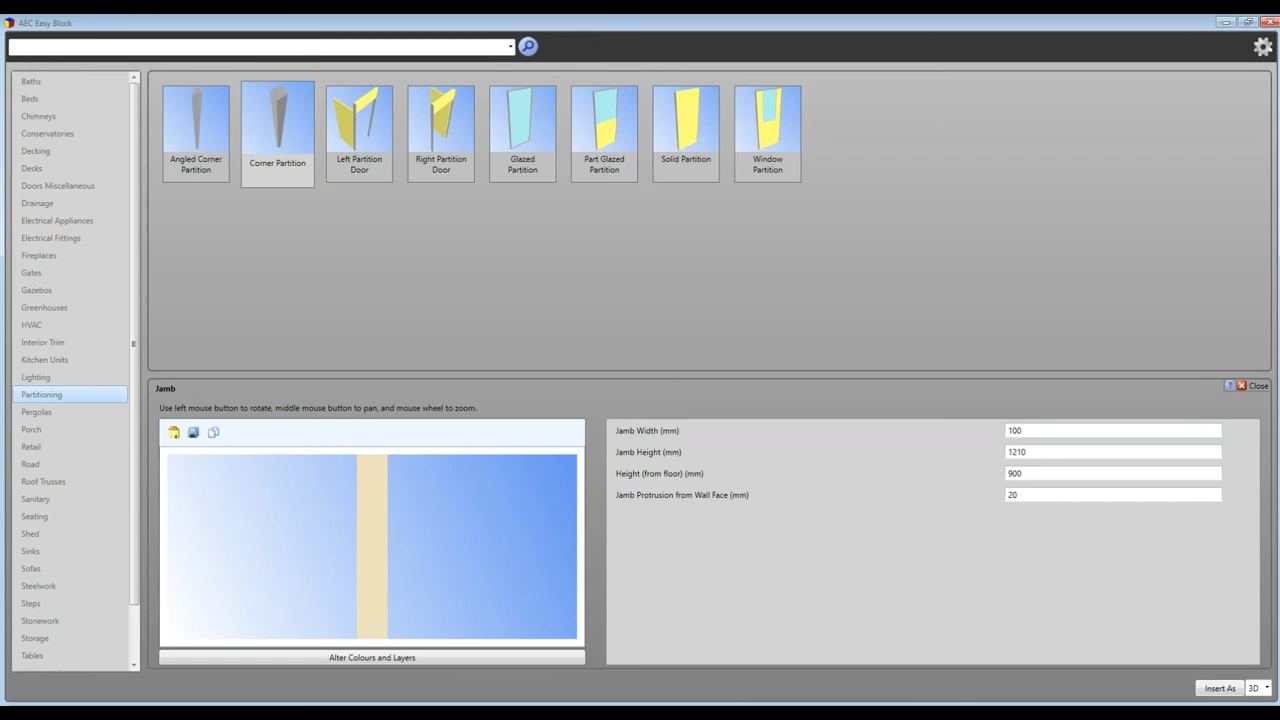 AEC Easy Block
Baths
Beds
Chimneys
Conservatories
Decking
Desks
Doors Miscellaneous
Drainage
Electrical Appliances
Electrical Fittings
Fireplaces
Gates
Gazebos
Greenhouses
HVAC
Interior Trim
Kitchen Units
Lighting
Partitioning
Pergolas
Porch
Retail
Road
Roof Trusses
Sanitary
Seating
Shed
Sinks
Sofas
Steelwork
Steps
Stonework
Storage
Tables
Angled Corner
Partition
Corner Partition
Left Partition
Door
Right Partition
Door
Glazed
Partition
Part Glazed
Partition
Solid Partition
Window
Partition
Jamb
? Close
Use left mouse button to rotate, middle mouse button to pan, and mouse wheel to zoom.
Jamb Width (mm) 100
Jamb Height (mm) 1210
Height (from floor) (mm) 900
Jamb Protrusion from Wall Face (mm) 20
Alter Colours and Layers
Insert As 3D